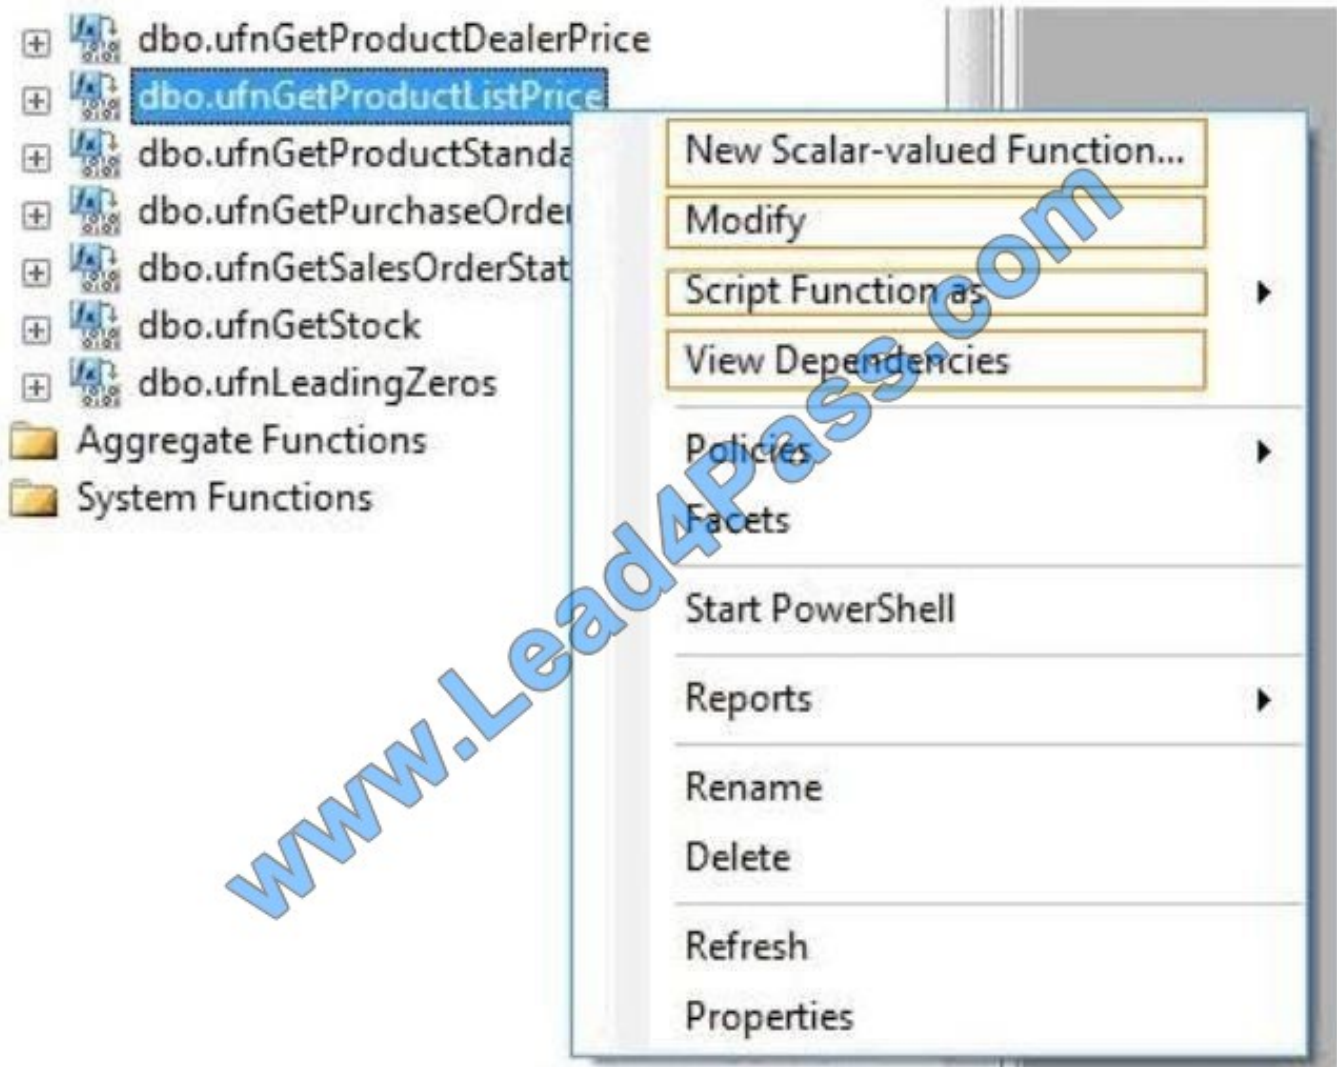 dbo.ufnGetProductDealerPrice
dbo.ufnGetProductListPrice
dbo.ufnGetProductStanda
dbo.ufnGetPurchaseOrder
dbo.ufnGetSalesOrderStat
dbo.ufnGetStock
dbo.ufnLeadingZeros
Aggregate Functions
System Functions
New Scalar-valued Function...
Modify
Script Function as
View Dependencies
Policies
Facets
Start PowerShell
Reports
Rename
Delete
Refresh
Properties
www.Lead4Pass.com